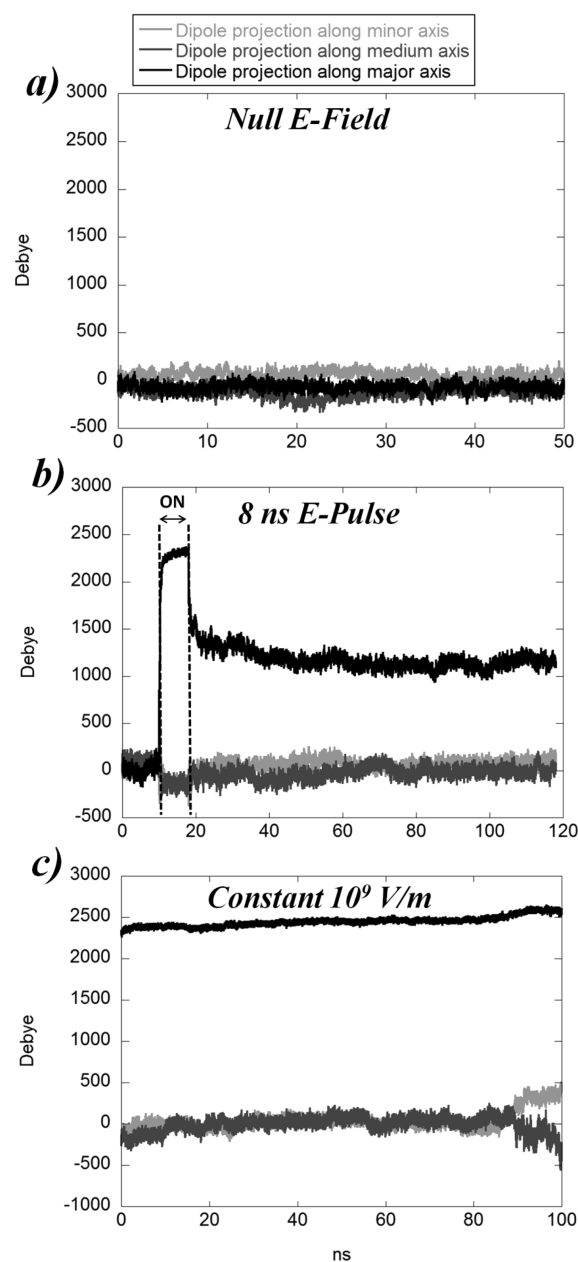 Dipole projection along minor axis
Dipole projection along medium axis
Dipole projection along major axis
a)
Null E-Field
3000
2500
2000
1500
1000
500
0
-500
Debye
0 10 20 30 40 50
b)
8 ns E-Pulse
ON
3000
2500
2000
1500
1000
500
0
-500
Debye
0 20 40 60 80 100 120
c)
Constant 10⁹ V/m
3000
2500
2000
1500
1000
500
0
-500
-1000
Debye
0 20 40 60 80 100
ns